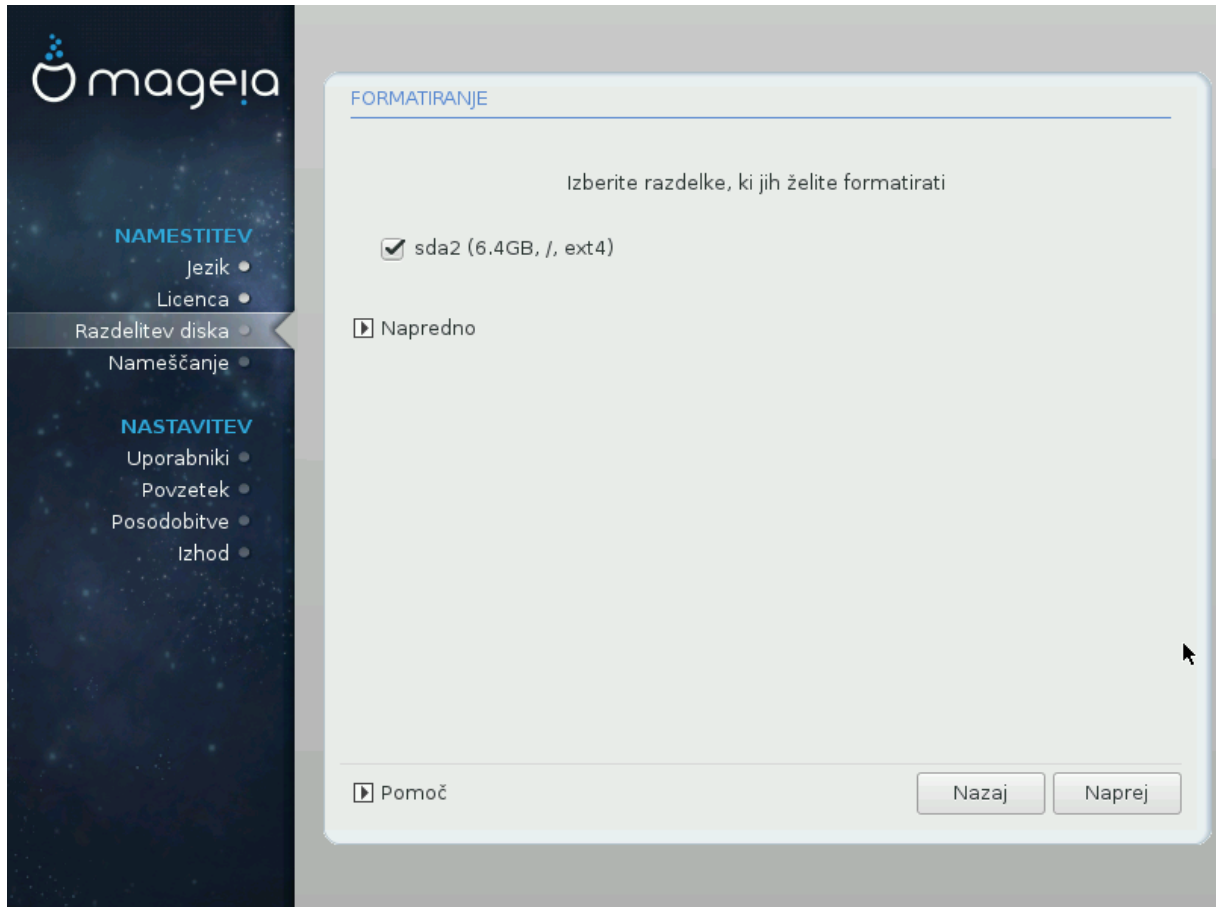 mageia
NAMESTITEV
Jezik
Licenca
Razdelitev diska
Nameščanje
NASTAVITEV
Uporabniki
Povzetek
Posodobitve
Izhod
FORMATIRANJE
Izberite razdelke, ki jih želite formatirati
sda2 (6.4GB, /, ext4)
Napredno
Pomoč
Nazaj
Naprej